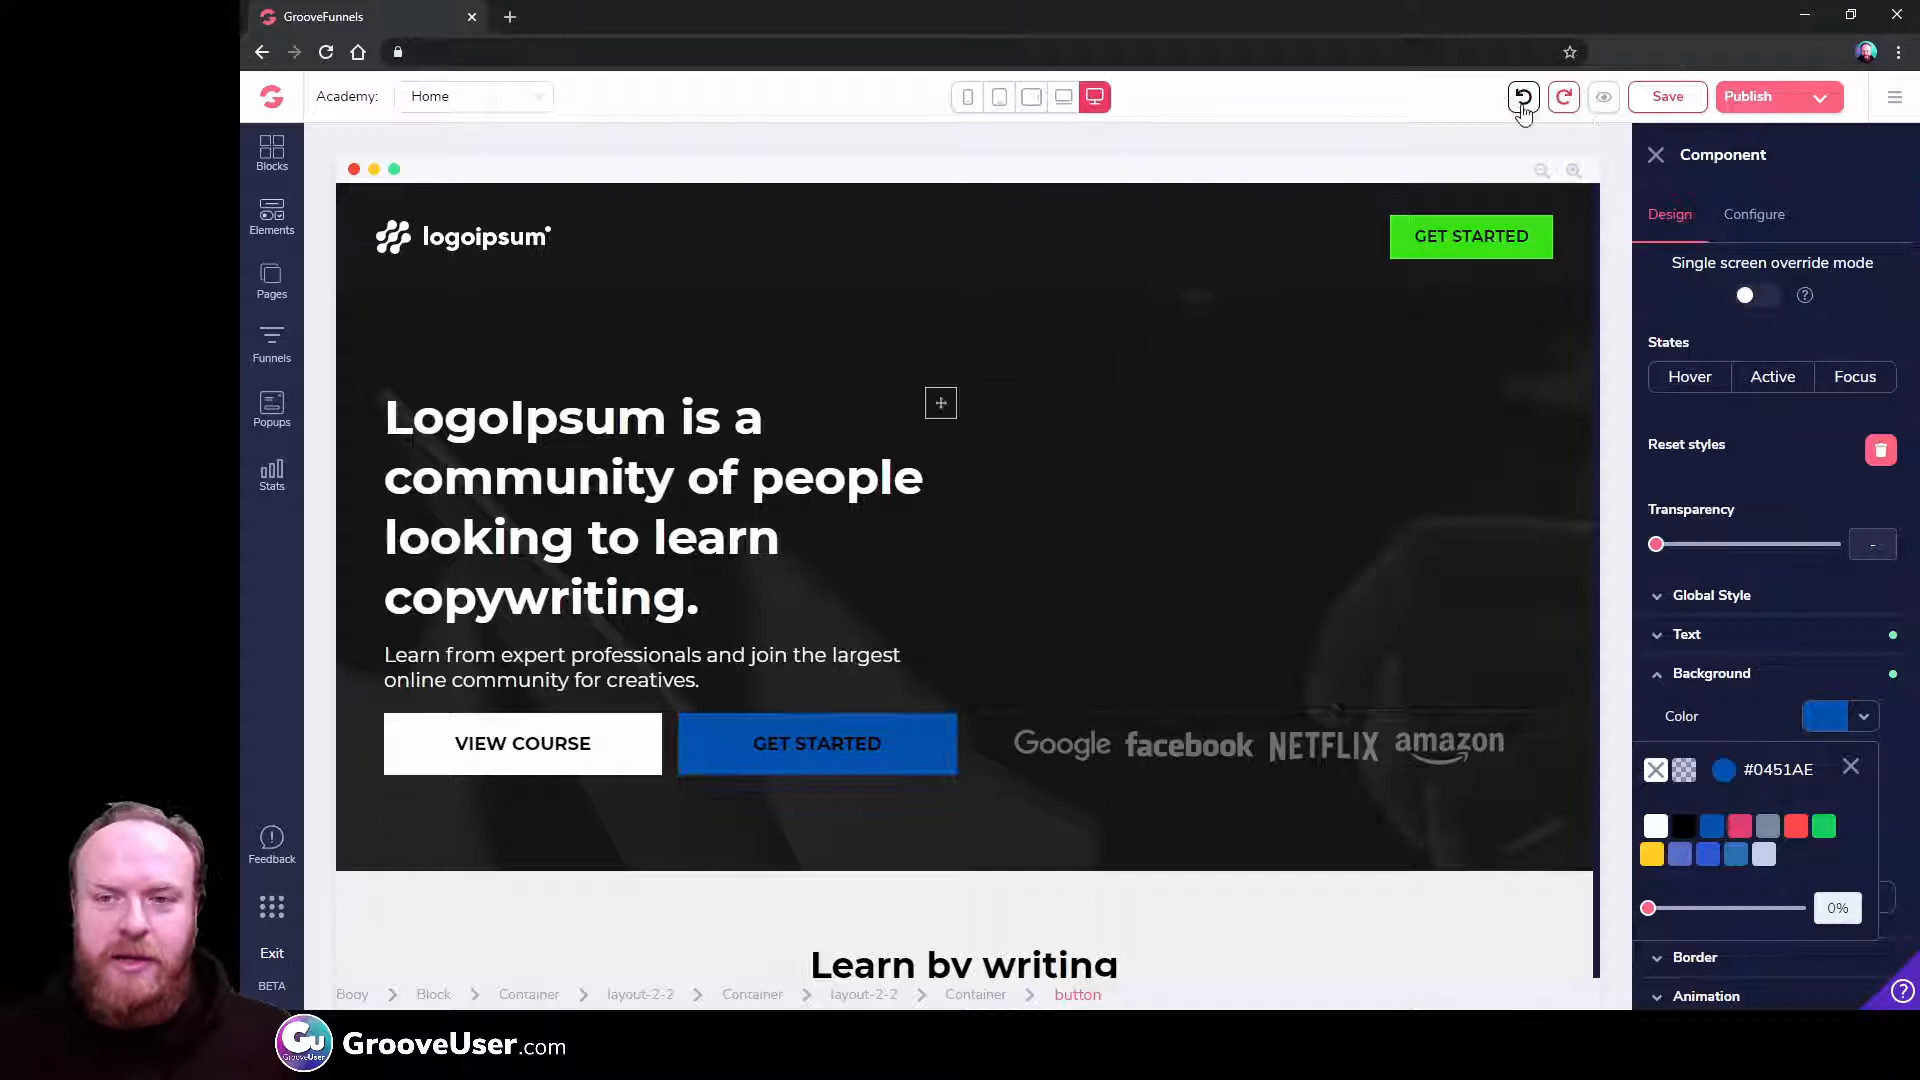 GrooveFunnels
Academy:
Home
Save
Publish
Blocks
Elements
Pages
Funnels
Popups
Stats
Feedback
Exit
BETA
logoipsum
GET STARTED
LogoIpsum is a
community of people
looking to learn
copywriting.
Learn from expert professionals and join the largest
online community for creatives.
VIEW COURSE
GET STARTED
Google facebook NETFLIX amazon
Learn by writing
Body Block Container layout-2-2 Container layout-2-2 Container button
Component
Design Configure
Single screen override mode
?
States
Hover Active Focus
Reset styles
Transparency
-
Global Style
Text
Background
Color
#0451AE
0%
Border
Animation
?
Gu
GrooveUser
GrooveUser.com